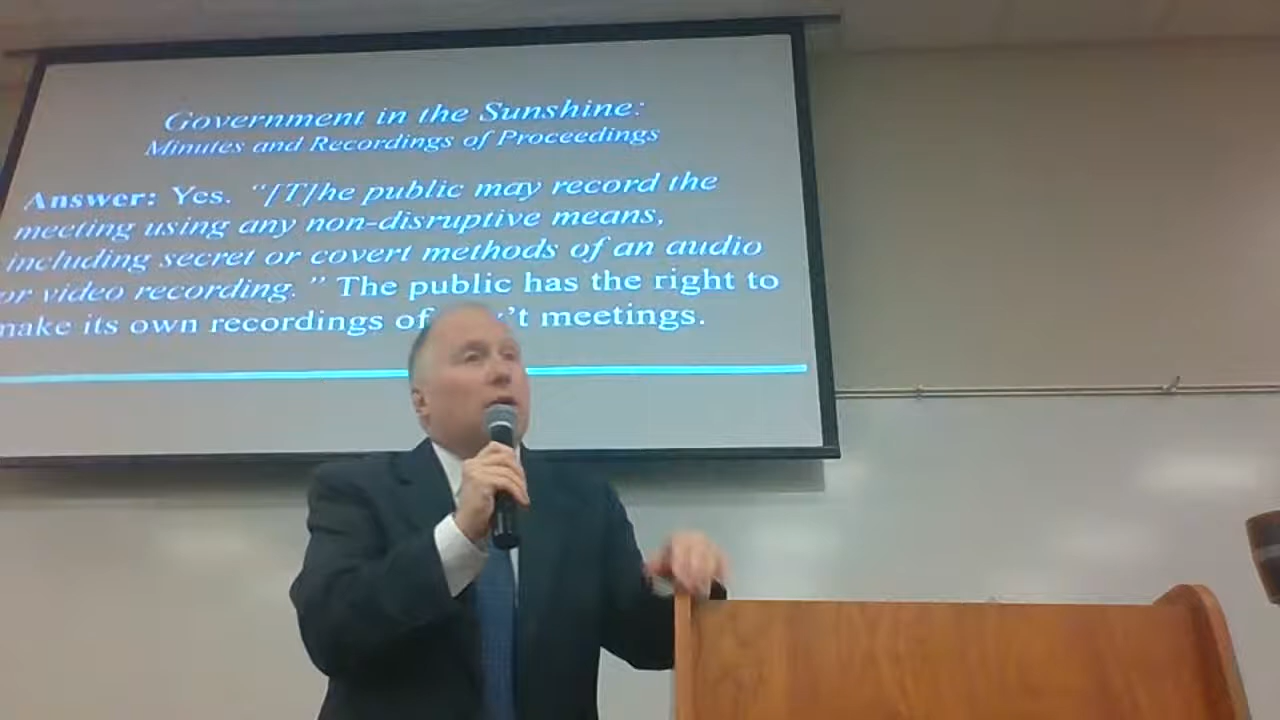 Government in the Sunshine:
Minutes and Recordings of Proceedings
Answer: Yes. "[T]he public may record the
meeting using any non-disruptive means,
including secret or covert methods of an audio
or video recording." The public has the right to
make its own recordings of 't meetings.